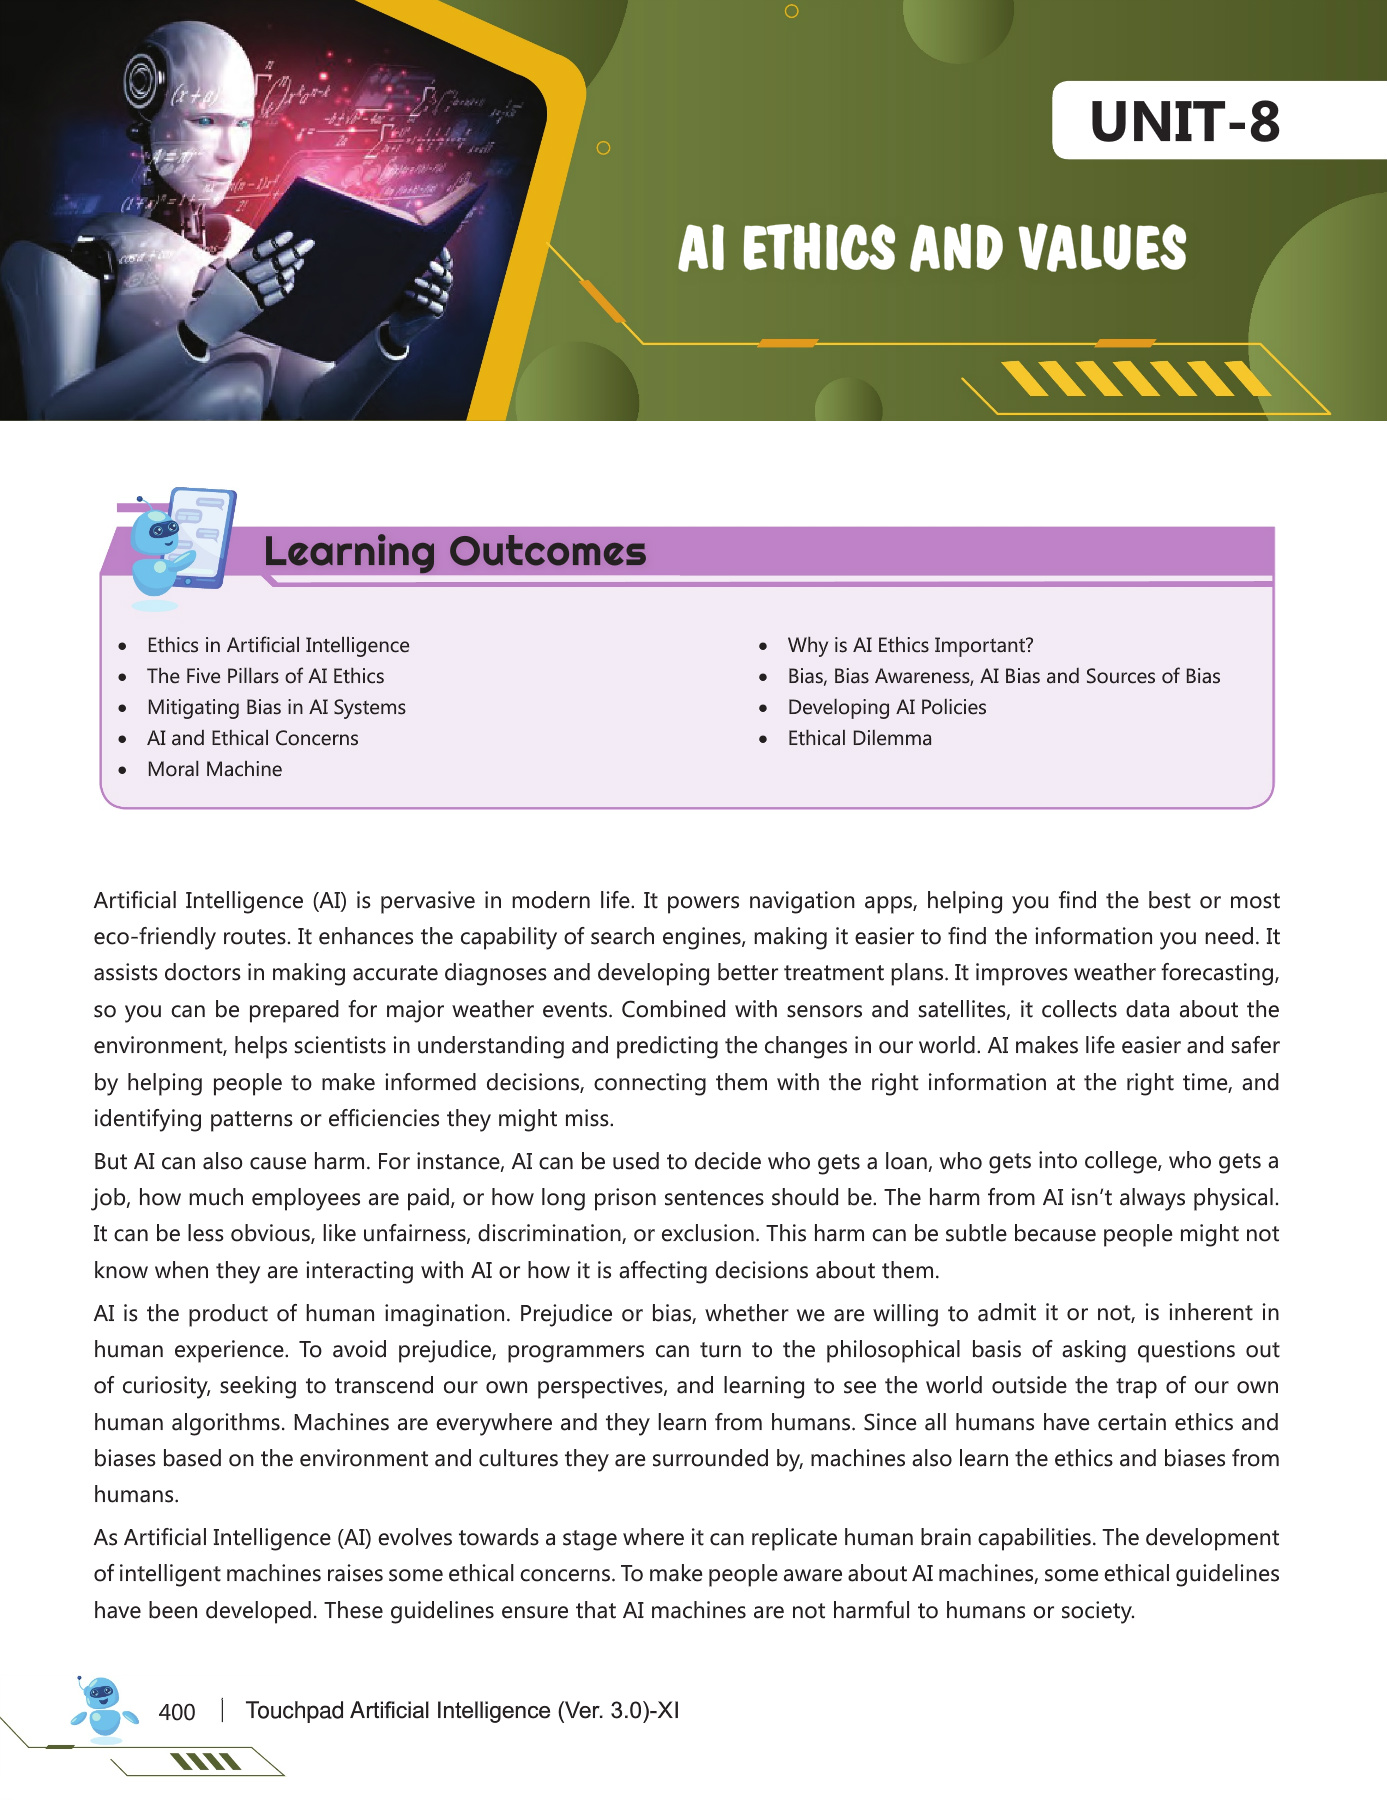 UNIT-8
AI ETHICS AND VALUES
Learning Outcomes
• Ethics in Artificial Intelligence
• The Five Pillars of AI Ethics
• Mitigating Bias in AI Systems
• AI and Ethical Concerns
• Moral Machine
• Why is AI Ethics Important?
• Bias, Bias Awareness, AI Bias and Sources of Bias
• Developing AI Policies
• Ethical Dilemma
Artificial Intelligence (AI) is pervasive in modern life. It powers navigation apps, helping you find the best or most
eco-friendly routes. It enhances the capability of search engines, making it easier to find the information you need. It
assists doctors in making accurate diagnoses and developing better treatment plans. It improves weather forecasting,
so you can be prepared for major weather events. Combined with sensors and satellites, it collects data about the
environment, helps scientists in understanding and predicting the changes in our world. AI makes life easier and safer
by helping people to make informed decisions, connecting them with the right information at the right time, and
identifying patterns or efficiencies they might miss.
But AI can also cause harm. For instance, AI can be used to decide who gets a loan, who gets into college, who gets a
job, how much employees are paid, or how long prison sentences should be. The harm from AI isn't always physical.
It can be less obvious, like unfairness, discrimination, or exclusion. This harm can be subtle because people might not
know when they are interacting with AI or how it is affecting decisions about them.
AI is the product of human imagination. Prejudice or bias, whether we are willing to admit it or not, is inherent in
human experience. To avoid prejudice, programmers can turn to the philosophical basis of asking questions out
of curiosity, seeking to transcend our own perspectives, and learning to see the world outside the trap of our own
human algorithms. Machines are everywhere and they learn from humans. Since all humans have certain ethics and
biases based on the environment and cultures they are surrounded by, machines also learn the ethics and biases from
humans.
As Artificial Intelligence (AI) evolves towards a stage where it can replicate human brain capabilities. The development
of intelligent machines raises some ethical concerns. To make people aware about AI machines, some ethical guidelines
have been developed. These guidelines ensure that AI machines are not harmful to humans or society.
400 | Touchpad Artificial Intelligence (Ver. 3.0)-XI